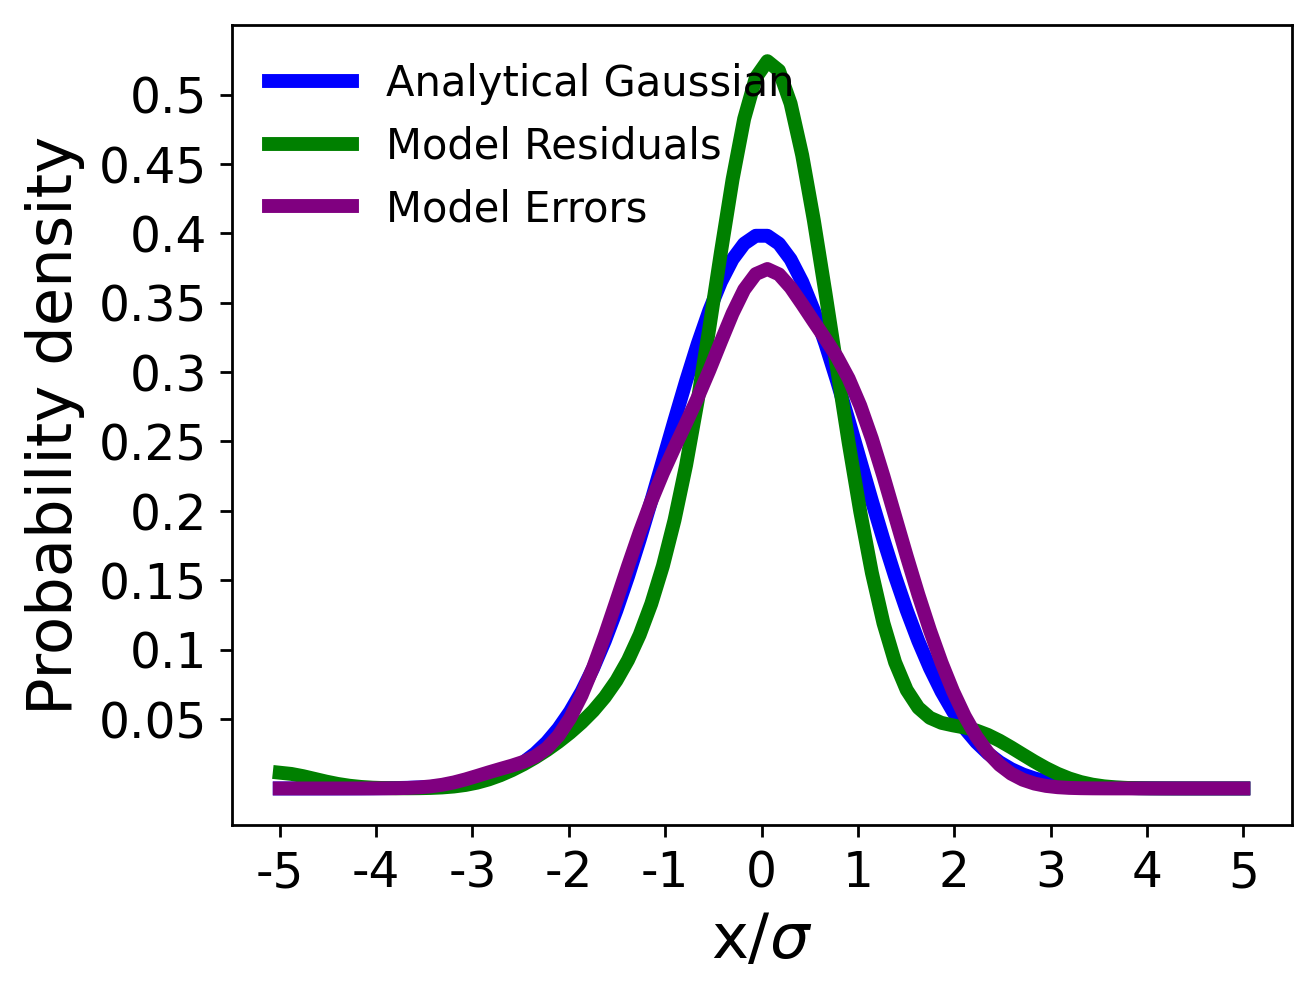 Analytical Gaussian
Model Residuals
Model Errors
Probability density
0.5
0.45
0.4
0.35
0.3
0.25
0.2
0.15
0.1
0.05
-5 -4 -3 -2 -1 0 1 2 3 4 5
x/σ